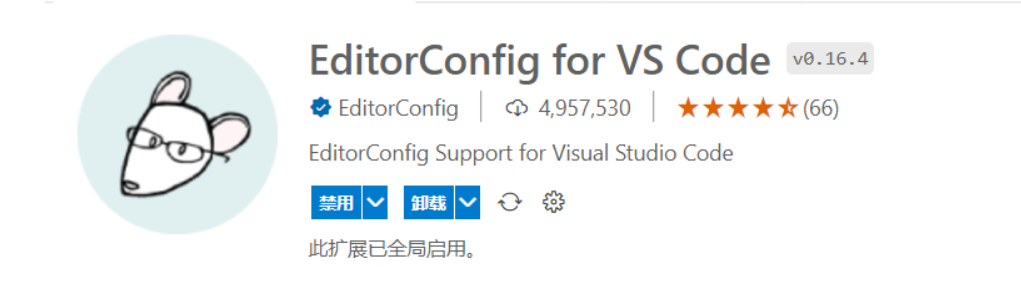 EditorConfig for VS Code v0.16.4
EditorConfig 4,957,530 (66)
EditorConfig Support for Visual Studio Code
禁用 卸载
此扩展已全局启用。